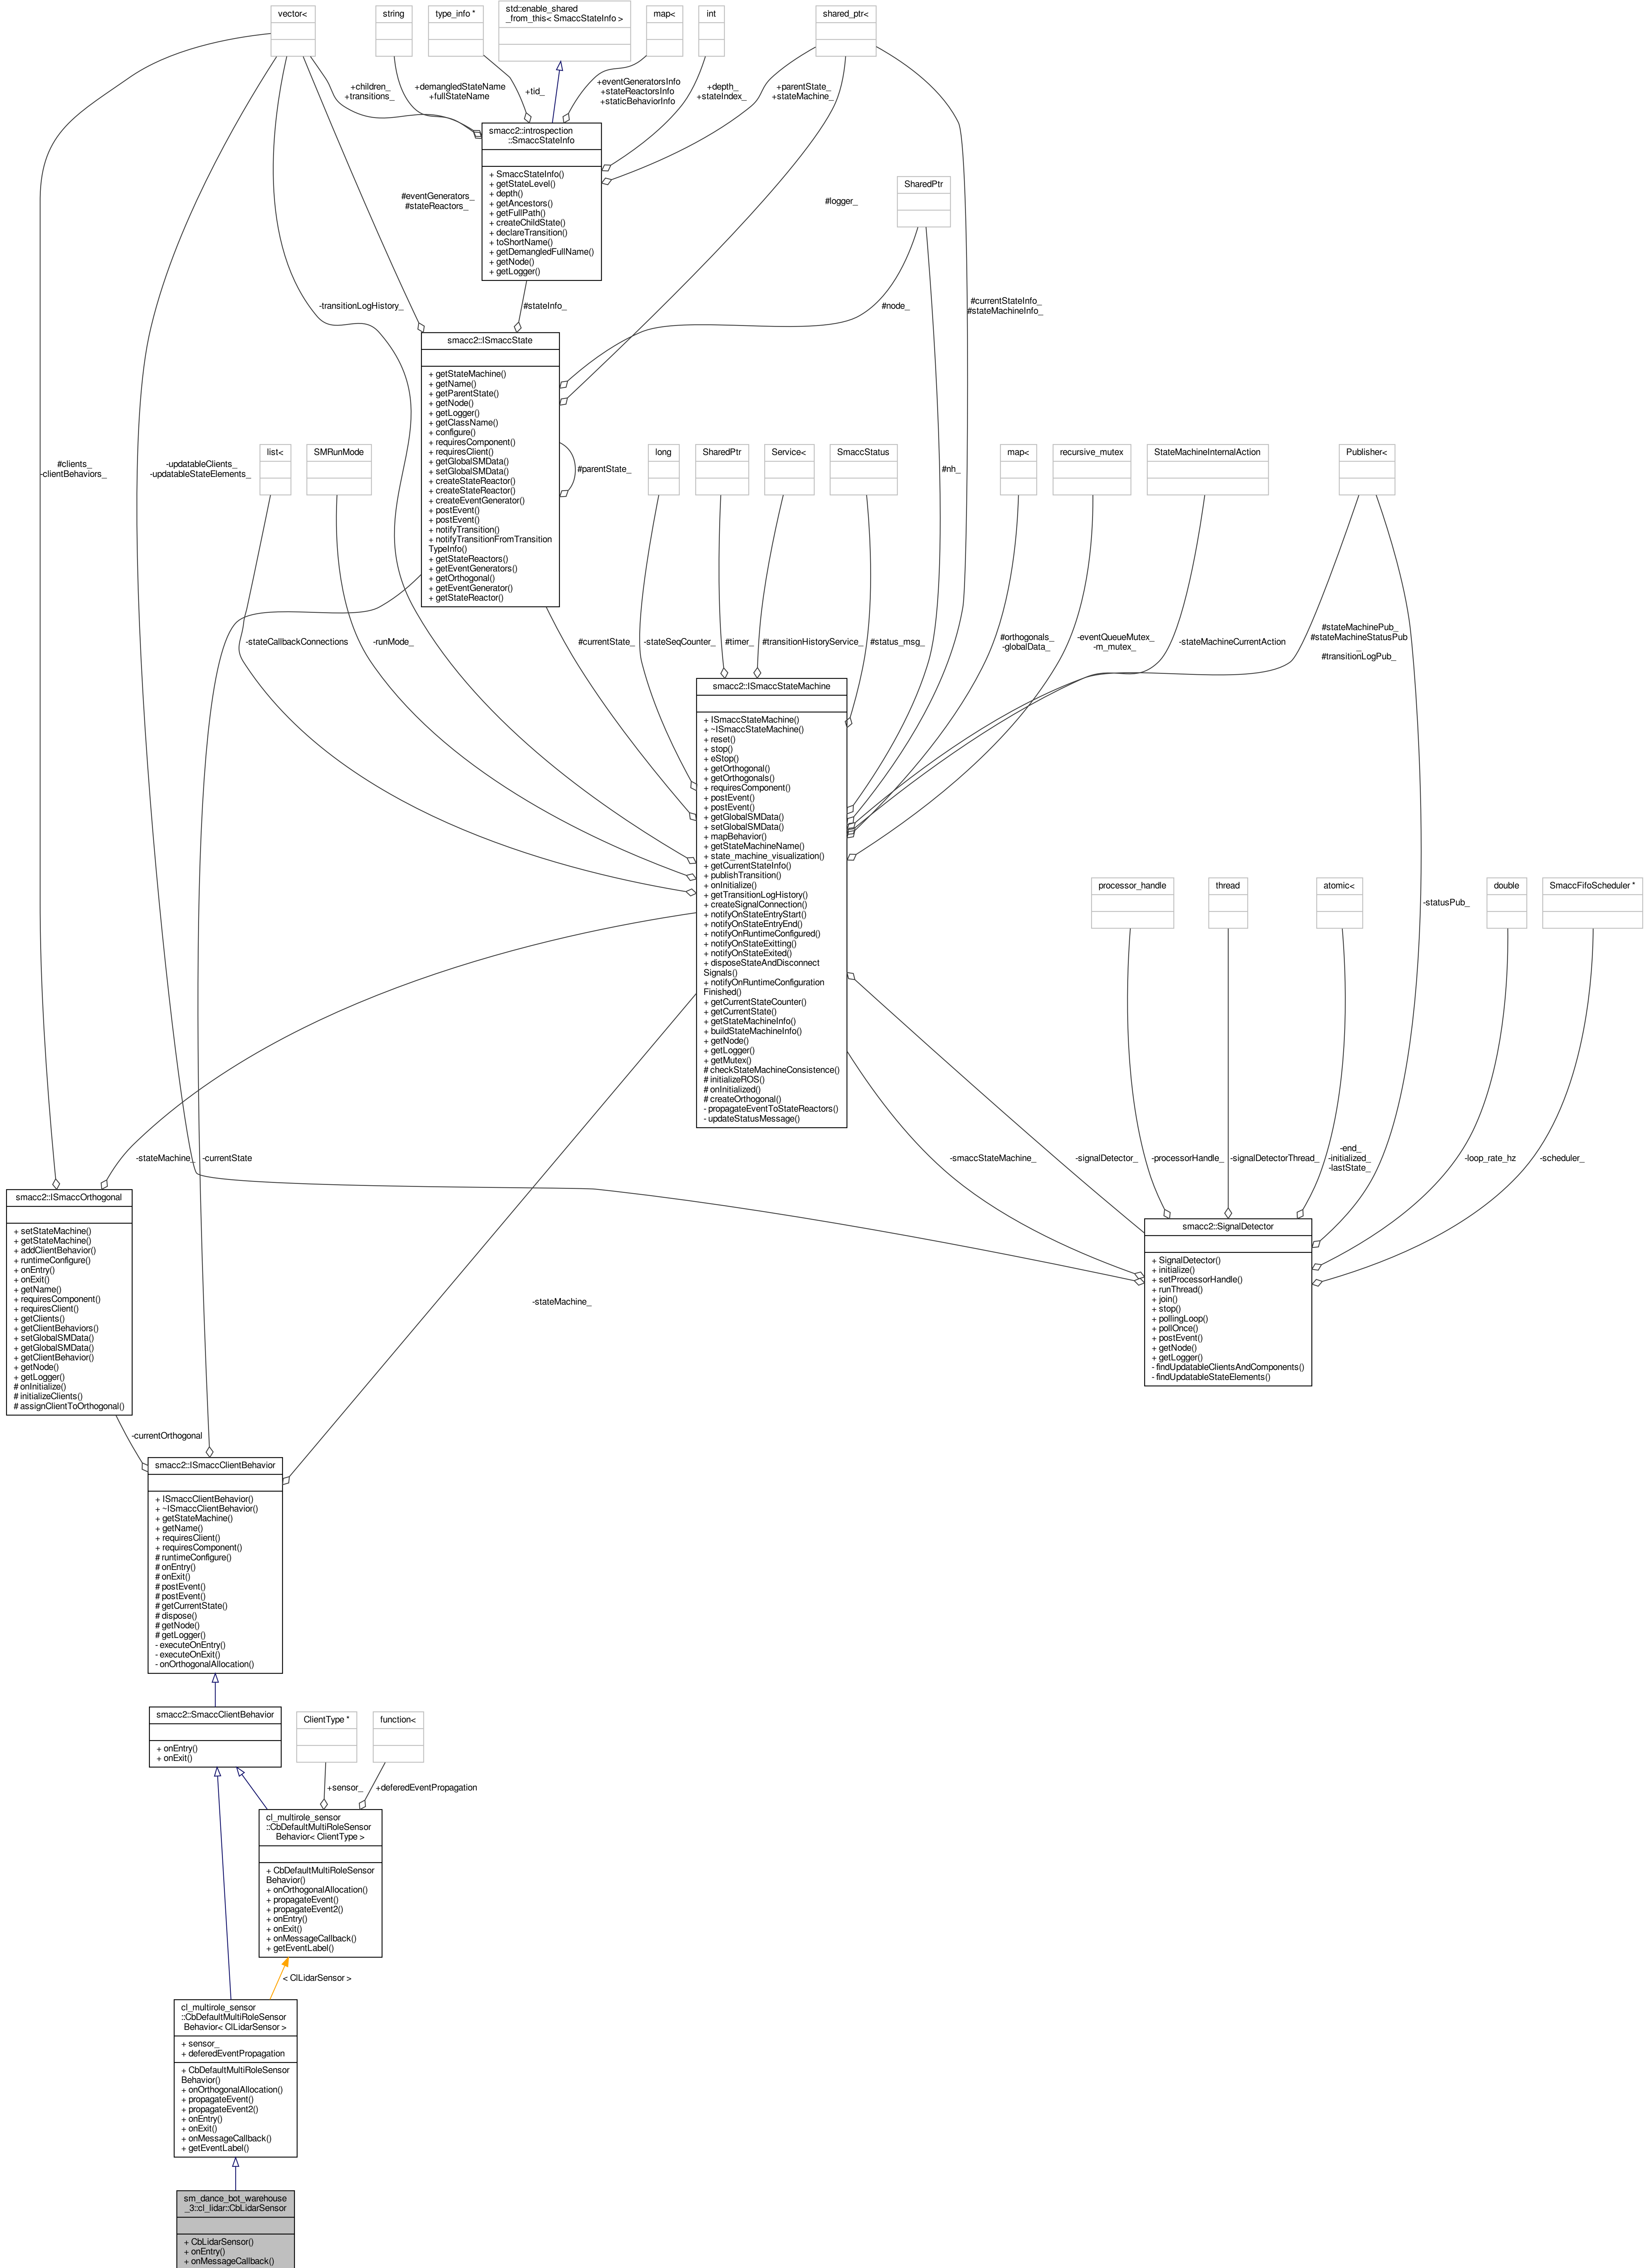 vector<
string
type_info *
std::enable_shared
_from_this< SmaccStateInfo >
map<
int
shared_ptr<
+children_
+transitions_
+demangledStateName
+fullStateName
+tid_
+eventGeneratorsInfo
+stateReactorsInfo
+staticBehaviorInfo
+depth_
+stateIndex_
+parentState_
+stateMachine_
smacc2::introspection
::SmaccStateInfo
+ SmaccStateInfo()
+ getStateLevel()
+ depth()
+ getAncestors()
+ getFullPath()
+ createChildState()
+ declareTransition()
+ toShortName()
+ getDemangledFullName()
+ getNode()
+ getLogger()
#eventGenerators_
#stateReactors_
SharedPtr
#logger_
-transitionLogHistory_
#stateInfo_
#node_
#currentStateInfo_
#stateMachineInfo_
smacc2::ISmaccState
+ getStateMachine()
+ getName()
+ getParentState()
+ getNode()
+ getLogger()
+ getClassName()
+ configure()
+ requiresComponent()
+ requiresClient()
+ getGlobalSMData()
+ setGlobalSMData()
+ createStateReactor()
+ createStateReactor()
+ createEventGenerator()
+ postEvent()
+ postEvent()
+ notifyTransition()
+ notifyTransitionFromTransition
TypeInfo()
+ getStateReactors()
+ getEventGenerators()
+ getOrthogonal()
+ getEventGenerator()
+ getStateReactor()
#parentState_
#clients_
-clientBehaviors_
-updatableClients_
-updatableStateElements_
list<
SMRunMode
long
SharedPtr
Service<
SmaccStatus
#nh_
map<
recursive_mutex
StateMachineInternalAction
Publisher<
-stateCallbackConnections
-runMode_
#currentState_
-stateSeqCounter_
#timer_
#transitionHistoryService_
#status_msg_
#orthogonals_
-globalData_
-eventQueueMutex_
-m_mutex_
-stateMachineCurrentAction
#stateMachinePub_
#stateMachineStatusPub
_
#transitionLogPub_
smacc2::ISmaccStateMachine
+ ISmaccStateMachine()
+ ~ISmaccStateMachine()
+ reset()
+ stop()
+ eStop()
+ getOrthogonal()
+ getOrthogonals()
+ requiresComponent()
+ postEvent()
+ postEvent()
+ getGlobalSMData()
+ setGlobalSMData()
+ mapBehavior()
+ getStateMachineName()
+ state_machine_visualization()
+ getCurrentStateInfo()
+ publishTransition()
+ onInitialize()
+ getTransitionLogHistory()
+ createSignalConnection()
+ notifyOnStateEntryStart()
+ notifyOnStateEntryEnd()
+ notifyOnRuntimeConfigured()
+ notifyOnStateExitting()
+ notifyOnStateExited()
+ disposeStateAndDisconnect
Signals()
+ notifyOnRuntimeConfiguration
Finished()
+ getCurrentStateCounter()
+ getCurrentState()
+ getStateMachineInfo()
+ buildStateMachineInfo()
+ getNode()
+ getLogger()
+ getMutex()
# checkStateMachineConsistence()
# initializeROS()
# onInitialized()
# createOrthogonal()
- propagateEventToStateReactors()
- updateStatusMessage()
processor_handle
thread
atomic<
double
SmaccFifoScheduler *
-statusPub_
-stateMachine_
-currentState
-smaccStateMachine_
-signalDetector_
-processorHandle_
-signalDetectorThread_
-end_
-initialized_
-lastState_
-loop_rate_hz
-scheduler_
smacc2::ISmaccOrthogonal
+ setStateMachine()
+ getStateMachine()
+ addClientBehavior()
+ runtimeConfigure()
+ onEntry()
+ onExit()
+ getName()
+ requiresComponent()
+ requiresClient()
+ getClients()
+ getClientBehaviors()
+ setGlobalSMData()
+ getGlobalSMData()
+ getClientBehavior()
+ getNode()
+ getLogger()
# onInitialize()
# initializeClients()
# assignClientToOrthogonal()
smacc2::SignalDetector
+ SignalDetector()
+ initialize()
+ setProcessorHandle()
+ runThread()
+ join()
+ stop()
+ pollingLoop()
+ pollOnce()
+ postEvent()
+ getNode()
+ getLogger()
- findUpdatableClientsAndComponents()
- findUpdatableStateElements()
-stateMachine_
-currentOrthogonal
smacc2::ISmaccClientBehavior
+ ISmaccClientBehavior()
+ ~ISmaccClientBehavior()
+ getStateMachine()
+ getName()
+ requiresClient()
+ requiresComponent()
# runtimeConfigure()
# onEntry()
# onExit()
# postEvent()
# postEvent()
# getCurrentState()
# dispose()
# getNode()
# getLogger()
- executeOnEntry()
- executeOnExit()
- onOrthogonalAllocation()
smacc2::SmaccClientBehavior
+ onEntry()
+ onExit()
ClientType *
function<
+sensor_
+deferedEventPropagation
cl_multirole_sensor
::CbDefaultMultiRoleSensor
Behavior< ClientType >
+ CbDefaultMultiRoleSensor
Behavior()
+ onOrthogonalAllocation()
+ propagateEvent()
+ propagateEvent2()
+ onEntry()
+ onExit()
+ onMessageCallback()
+ getEventLabel()
< ClLidarSensor >
cl_multirole_sensor
::CbDefaultMultiRoleSensor
Behavior< ClLidarSensor >
+ sensor_
+ deferedEventPropagation
+ CbDefaultMultiRoleSensor
Behavior()
+ onOrthogonalAllocation()
+ propagateEvent()
+ propagateEvent2()
+ onEntry()
+ onExit()
+ onMessageCallback()
+ getEventLabel()
sm_dance_bot_warehouse
_3::cl_lidar::CbLidarSensor
+ CbLidarSensor()
+ onEntry()
+ onMessageCallback()